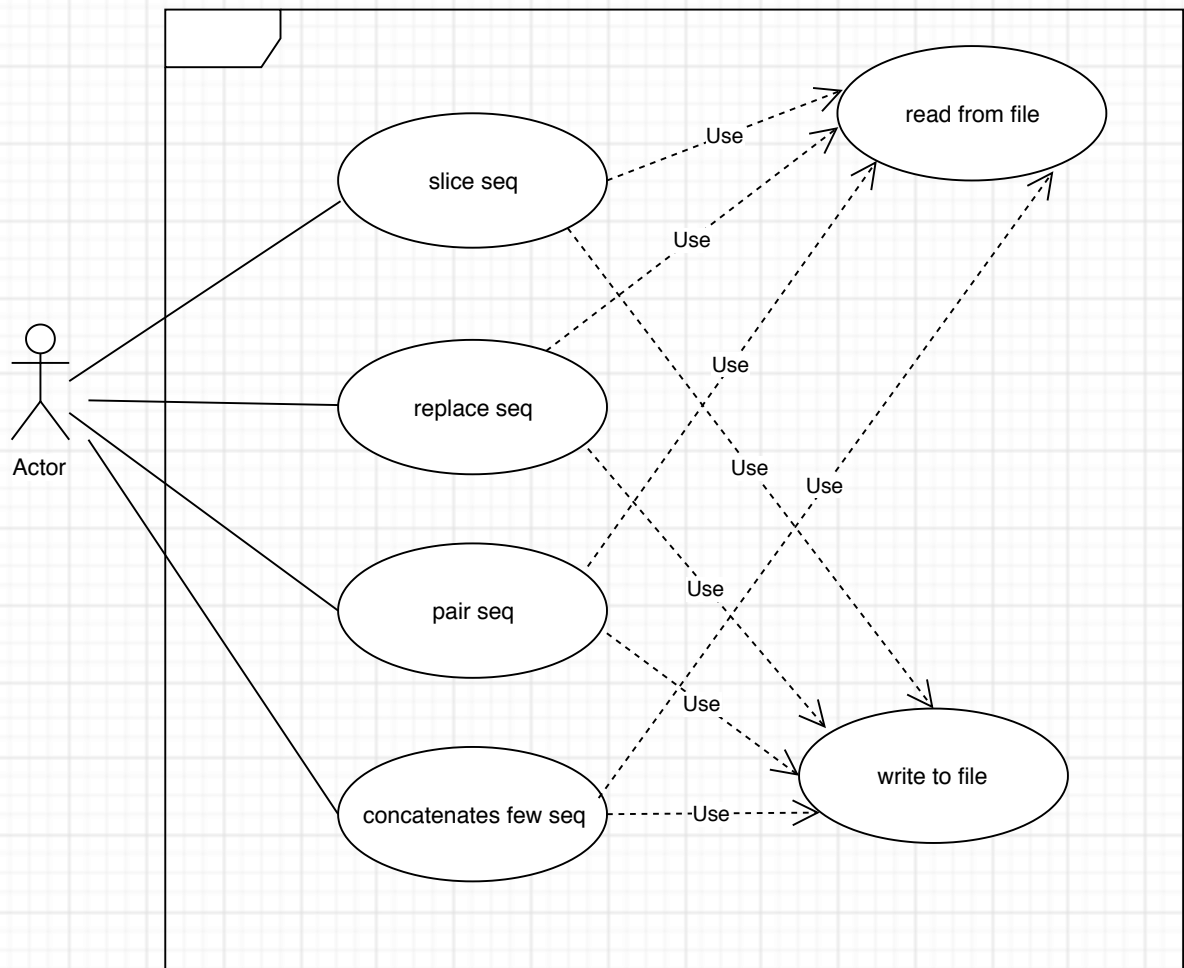 read from file
Use
slice seq
Use
Use
replace seq
Actor
Use
Use
Use
pair seq
Use
write to file
concatenates few seq
Use